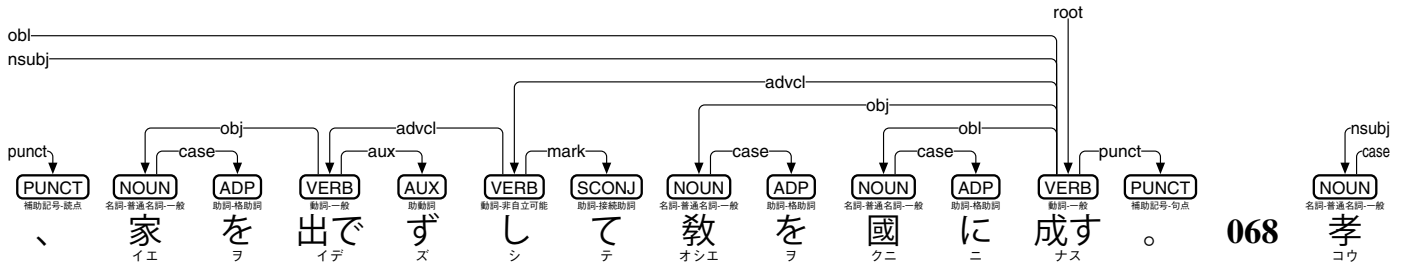 root
obl
nsubj
advcl
obj
obj advcl obl nsubj
punct case aux mark case case punct case
PUNCT NOUN ADP VERB AUX VERB SCONJ NOUN ADP NOUN ADP VERB PUNCT NOUN
補助記号-読点 名詞-普通名詞-一般 助詞-格助詞 動詞-一般 助動詞 動詞-非自立可能 助詞-接続助詞 名詞-普通名詞-一般 助詞-格助詞 名詞-普通名詞-一般 助詞-格助詞 動詞-一般 補助記号-句点 名詞-普通名詞-一般
、 家 を 出で ず し て 敎 を 國 に 成す 。 068 孝
イエ ヲ イデ ズ シ テ オシエ ヲ クニ ニ ナス コウ